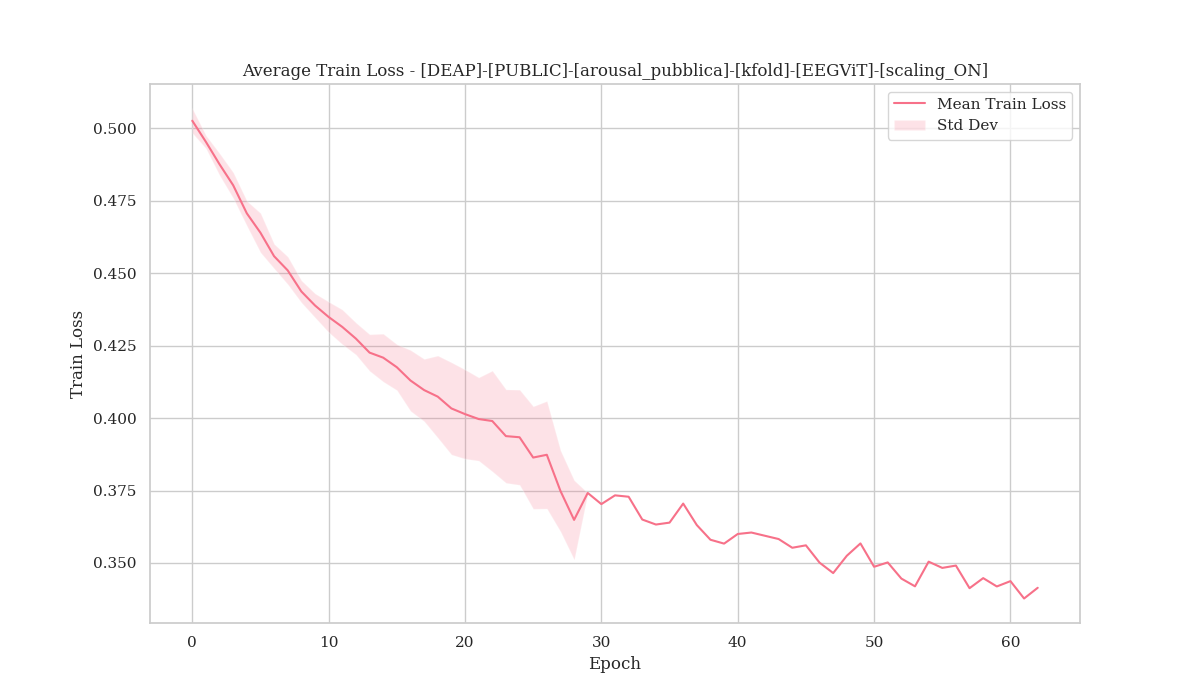 Average Train Loss - [DEAP]-[PUBLIC]-[arousal_pubblica]-[kfold]-[EEGViT]-[scaling_ON]
Mean Train Loss
Std Dev
0.500
0.475
0.450
0.425
0.400
0.375
0.350
Train Loss
0 10 20 30 40 50 60
Epoch